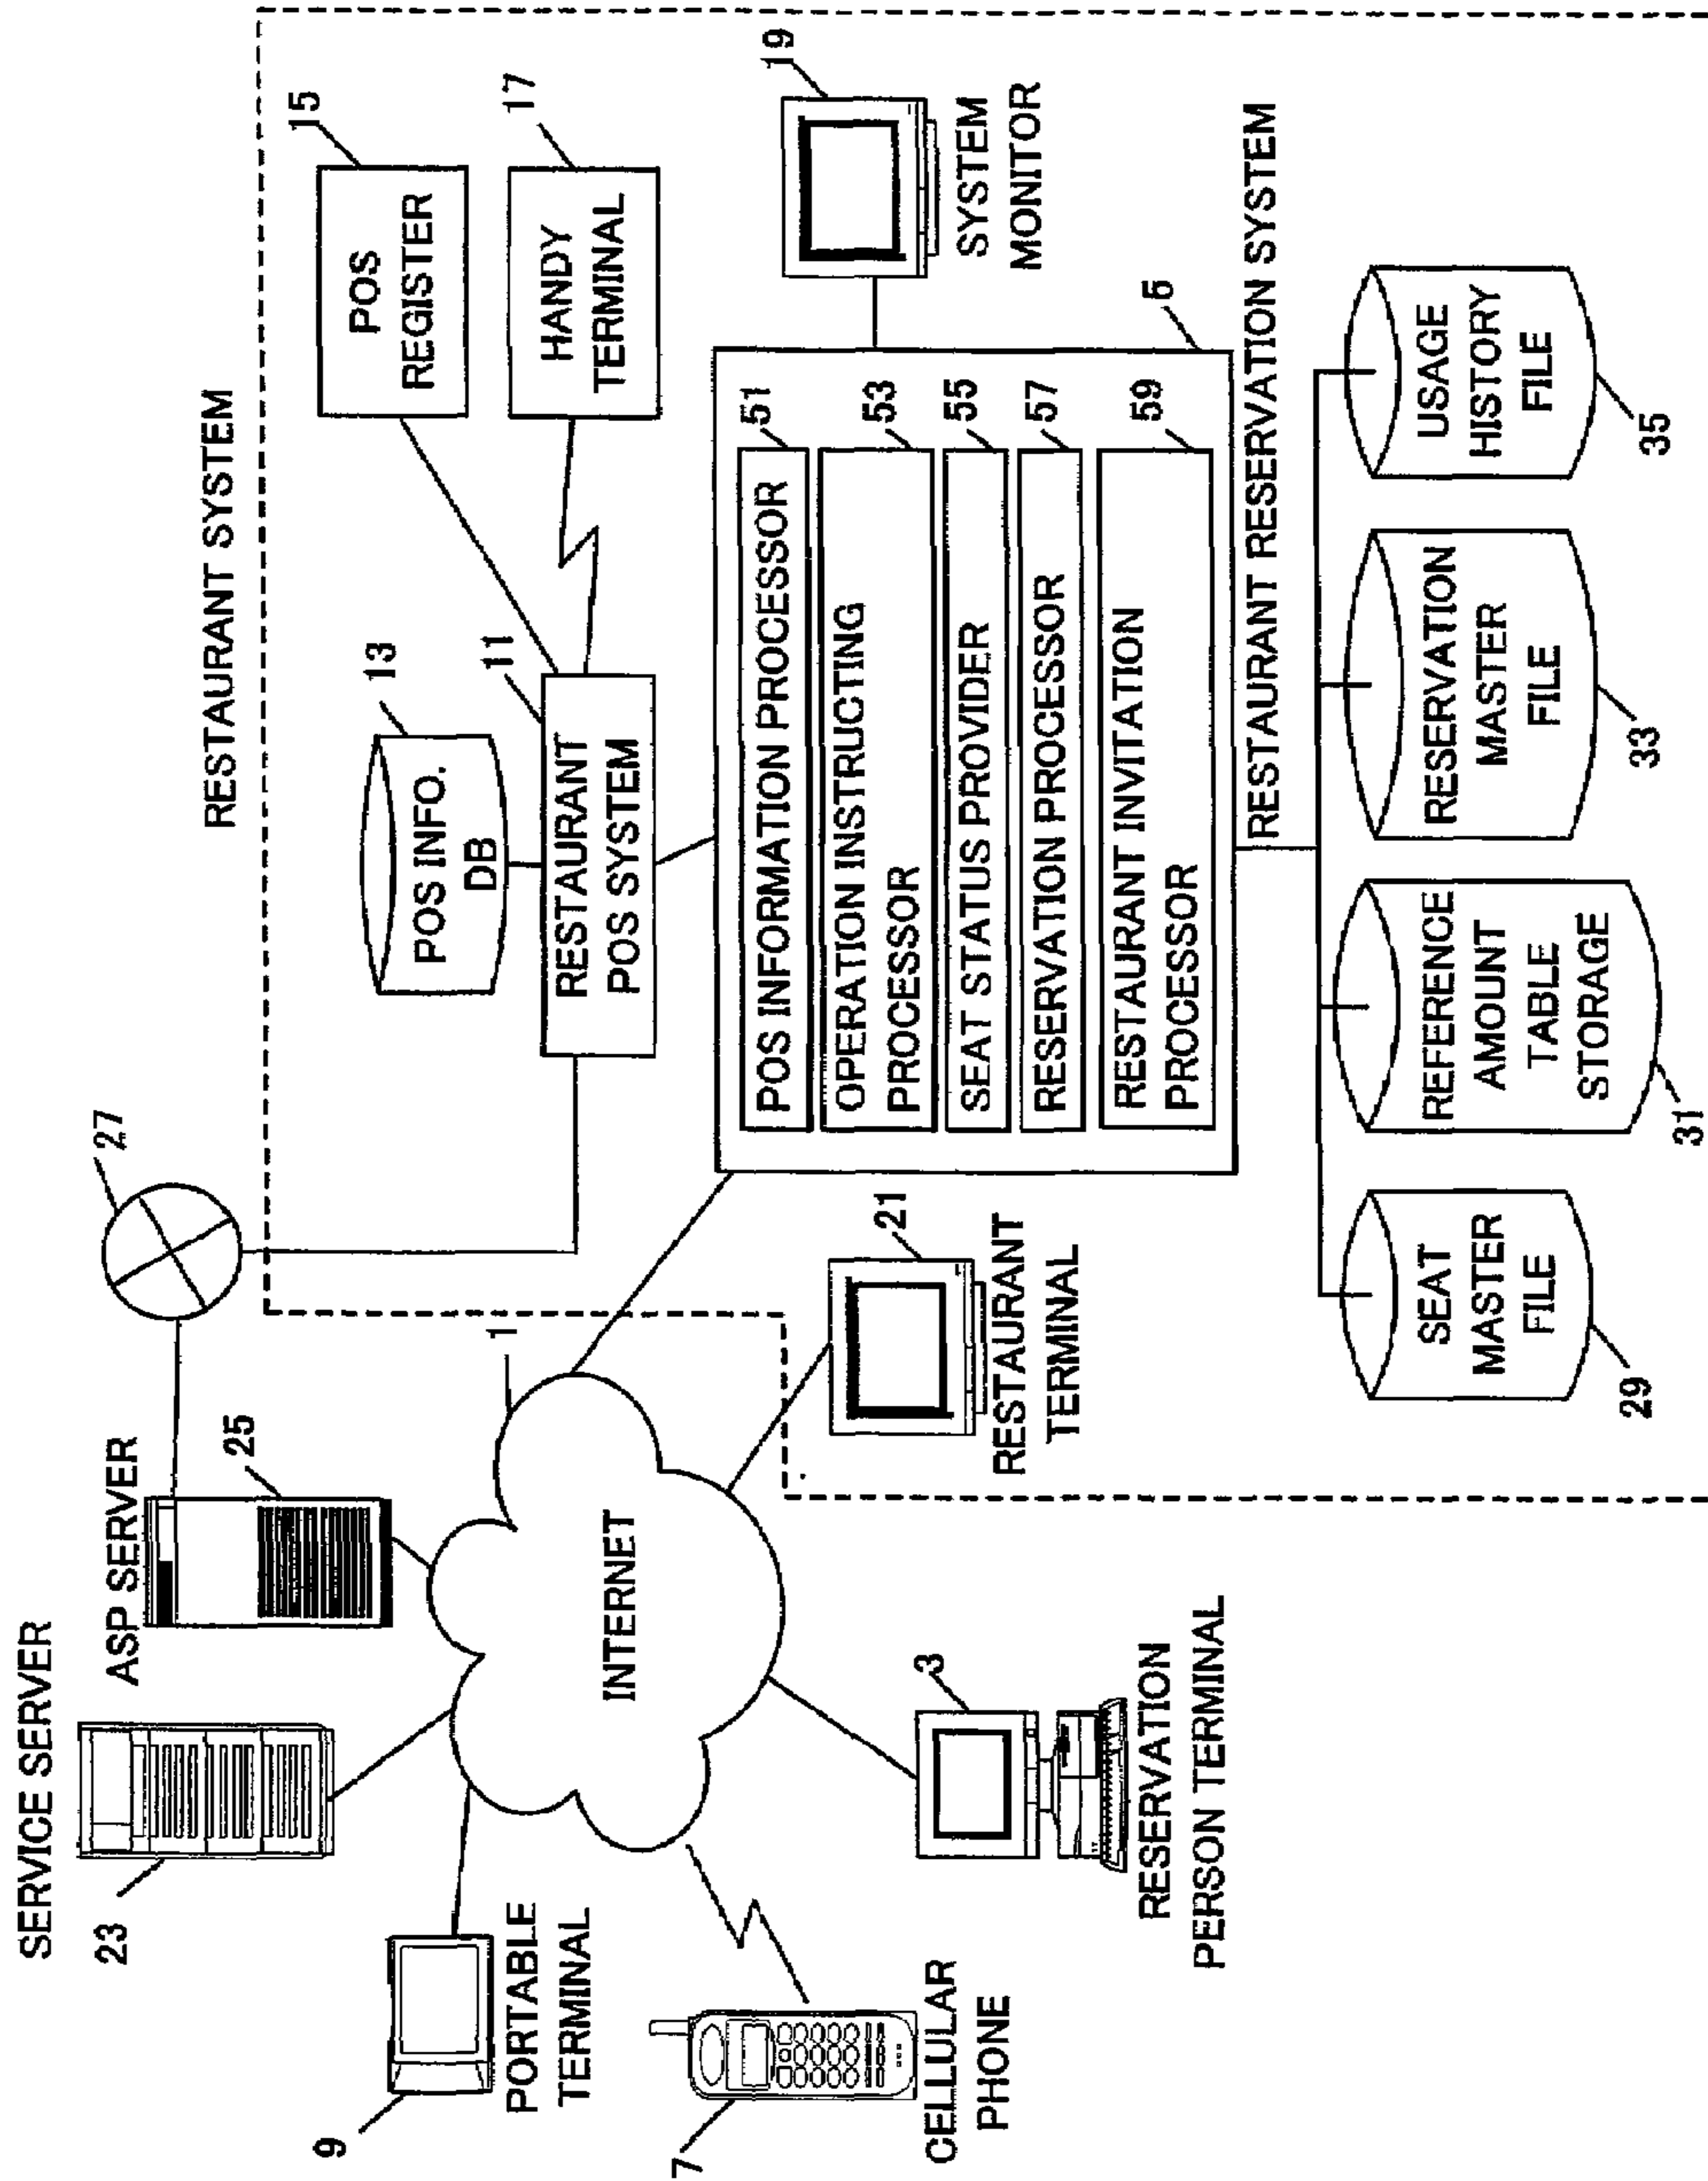 SERVICE SERVER
23
ASP SERVER
25
27
9
PORTABLE
TERMINAL
7
CELLULAR
PHONE
INTERNET
1
3
RESERVATION
PERSON TERMINAL
RESTAURANT SYSTEM
13
POS INFO.
DB
11
RESTAURANT
POS SYSTEM
15
POS
REGISTER
17
HANDY
TERMINAL
19
SYSTEM
MONITOR
21
RESTAURANT
TERMINAL
5
POS INFORMATION PROCESSOR
51
OPERATION INSTRUCTING
PROCESSOR
53
SEAT STATUS PROVIDER
55
RESERVATION PROCESSOR
57
RESTAURANT INVITATION
PROCESSOR
59
RESTAURANT RESERVATION SYSTEM
SEAT
MASTER
FILE
29
REFERENCE
AMOUNT
TABLE
STORAGE
31
RESERVATION
MASTER
FILE
33
USAGE
HISTORY
FILE
35